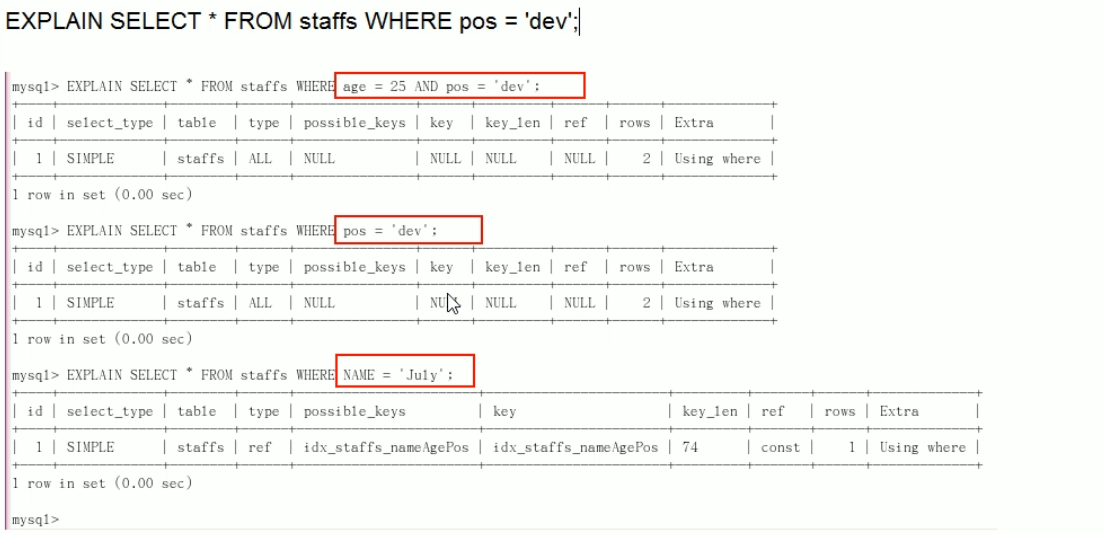 EXPLAIN SELECT * FROM staffs WHERE pos = 'dev';
mysql> EXPLAIN SELECT * FROM staffs WHERE age = 25 AND pos = 'dev';
+----+-------------+--------+------+---------------+------+---------+------+------+-------------+
| id | select_type | table | type | possible_keys | key | key_len | ref | rows | Extra |
+----+-------------+--------+------+---------------+------+---------+------+------+-------------+
| 1 | SIMPLE | staffs | ALL | NULL | NULL | NULL | NULL | 2 | Using where |
+----+-------------+--------+------+---------------+------+---------+------+------+-------------+
1 row in set (0.00 sec)
mysql> EXPLAIN SELECT * FROM staffs WHERE pos = 'dev';
+----+-------------+--------+------+---------------+------+---------+------+------+-------------+
| id | select_type | table | type | possible_keys | key | key_len | ref | rows | Extra |
+----+-------------+--------+------+---------------+------+---------+------+------+-------------+
| 1 | SIMPLE | staffs | ALL | NULL | NULL | NULL | NULL | 2 | Using where |
+----+-------------+--------+------+---------------+------+---------+------+------+-------------+
1 row in set (0.00 sec)
mysql> EXPLAIN SELECT * FROM staffs WHERE NAME = 'July';
+----+-------------+--------+------+-----------------------+-----------------------+---------+-------+------+-------------+
| id | select_type | table | type | possible_keys | key | key_len | ref | rows | Extra |
+----+-------------+--------+------+-----------------------+-----------------------+---------+-------+------+-------------+
| 1 | SIMPLE | staffs | ref | idx_staffs_nameAgePos | idx_staffs_nameAgePos | 74 | const | 1 | Using where |
+----+-------------+--------+------+-----------------------+-----------------------+---------+-------+------+-------------+
1 row in set (0.00 sec)
mysql>